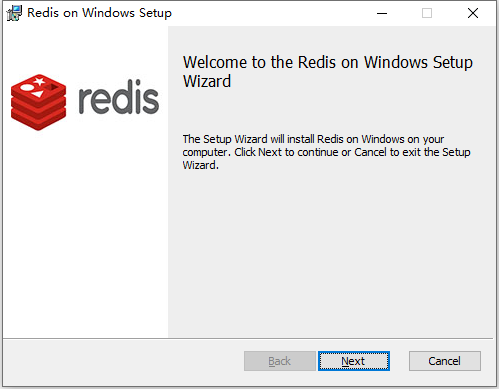 Redis on Windows Setup
redis
Welcome to the Redis on Windows Setup
Wizard
The Setup Wizard will install Redis on Windows on your
computer. Click Next to continue or Cancel to exit the Setup
Wizard.
Back
Next
Cancel